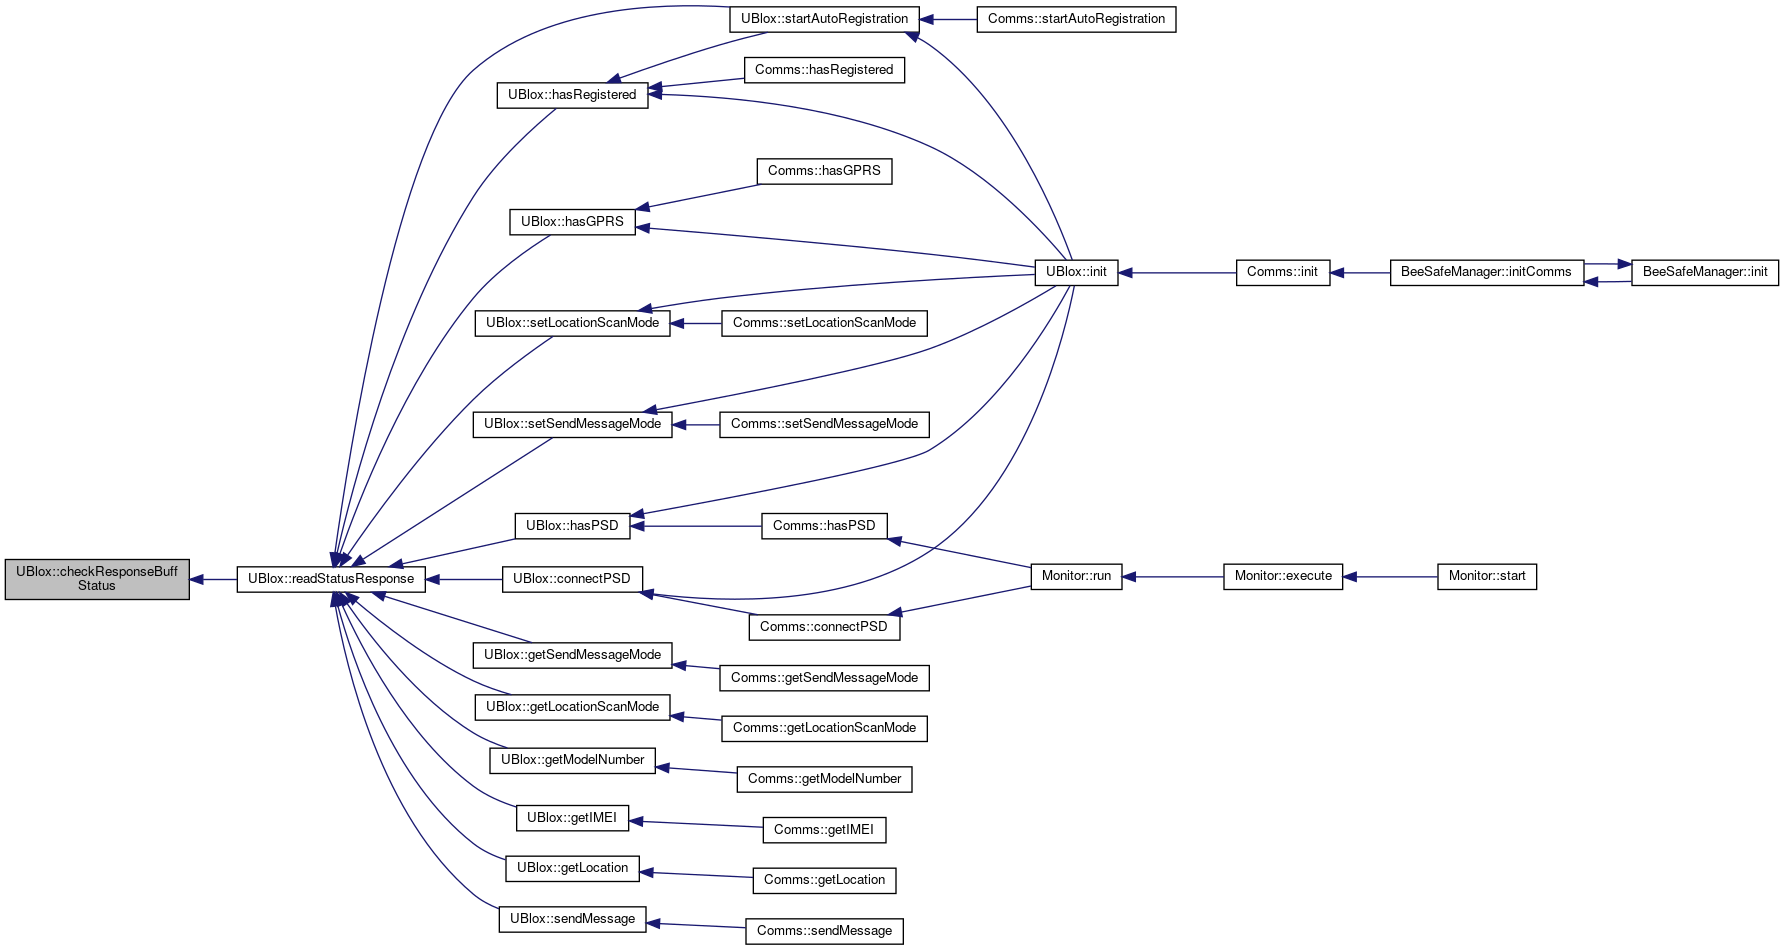 UBlox::startAutoRegistration
Comms::startAutoRegistration
Comms::hasRegistered
UBlox::hasRegistered
Comms::hasGPRS
UBlox::hasGPRS
UBlox::init
Comms::init
BeeSafeManager::initComms
BeeSafeManager::init
UBlox::setLocationScanMode
Comms::setLocationScanMode
UBlox::setSendMessageMode
Comms::setSendMessageMode
UBlox::hasPSD
Comms::hasPSD
UBlox::checkResponseBuff
Status
UBlox::readStatusResponse
UBlox::connectPSD
Monitor::run
Monitor::execute
Monitor::start
Comms::connectPSD
UBlox::getSendMessageMode
Comms::getSendMessageMode
UBlox::getLocationScanMode
Comms::getLocationScanMode
UBlox::getModelNumber
Comms::getModelNumber
UBlox::getIMEI
Comms::getIMEI
UBlox::getLocation
Comms::getLocation
UBlox::sendMessage
Comms::sendMessage